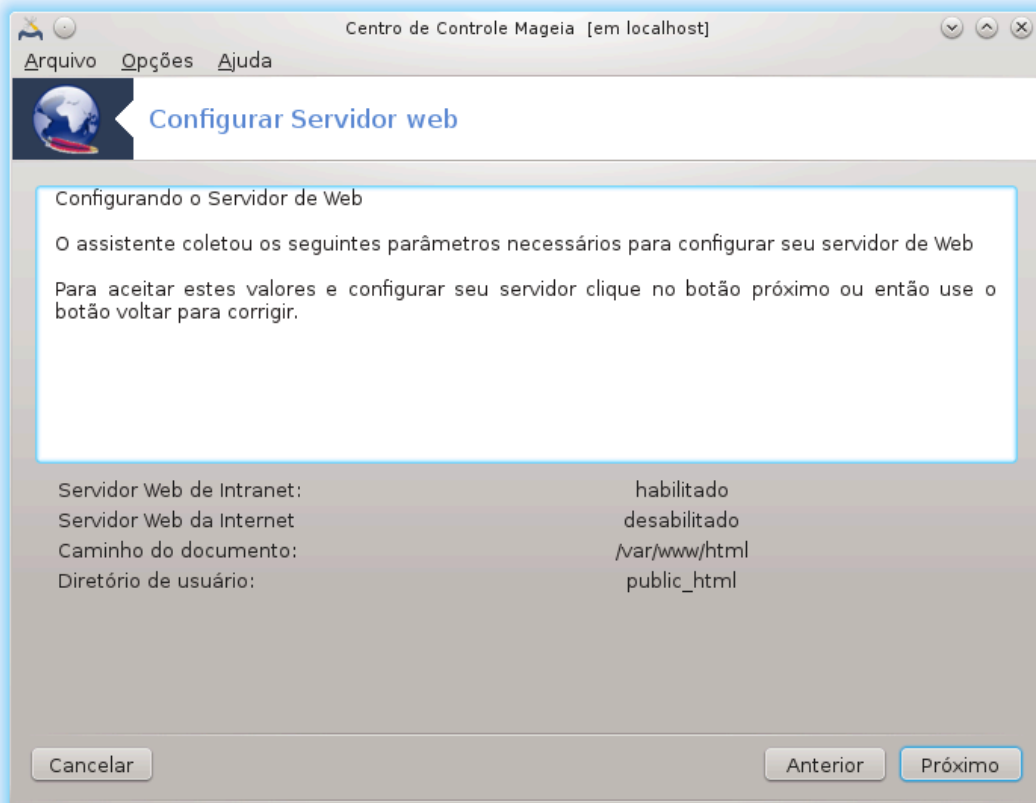 Centro de Controle Mageia [em localhost]
Arquivo Opções Ajuda
Configurar Servidor web
Configurando o Servidor de Web
O assistente coletou os seguintes parâmetros necessários para configurar seu servidor de Web
Para aceitar estes valores e configurar seu servidor clique no botão próximo ou então use o
botão voltar para corrigir.
Servidor Web de Intranet: habilitado
Servidor Web da Internet desabilitado
Caminho do documento: /var/www/html
Diretório de usuário: public_html
Cancelar Anterior Próximo